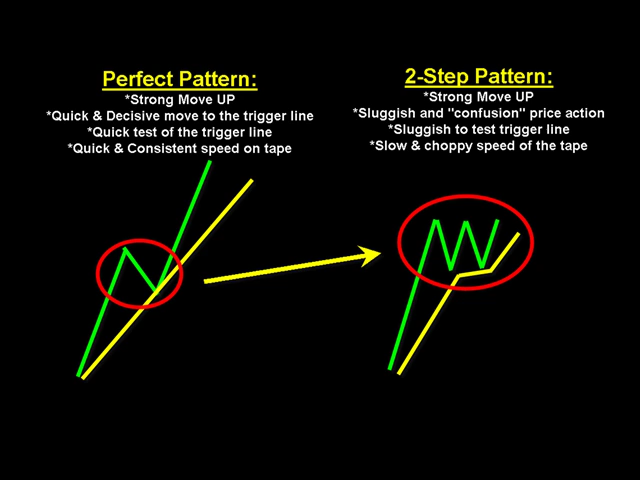 Perfect Pattern:
*Strong Move UP
*Quick & Decisive move to the trigger line
*Quick test of the trigger line
*Quick & Consistent speed on tape
2-Step Pattern:
*Strong Move UP
*Sluggish and "confusion" price action
*Sluggish to test trigger line
*Slow & choppy speed of the tape